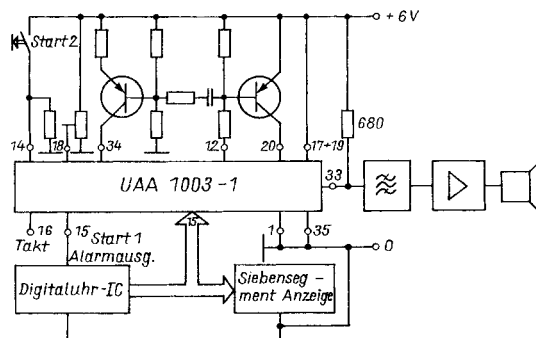 +6V
Start 2
680
14
18
34
12
20
17+19
33
UAA 1003-1
16
Takt
15
Start 1
Alarmausg.
15
1
35
0
Digitaluhr-IC
Siebenseg-
ment Anzeige